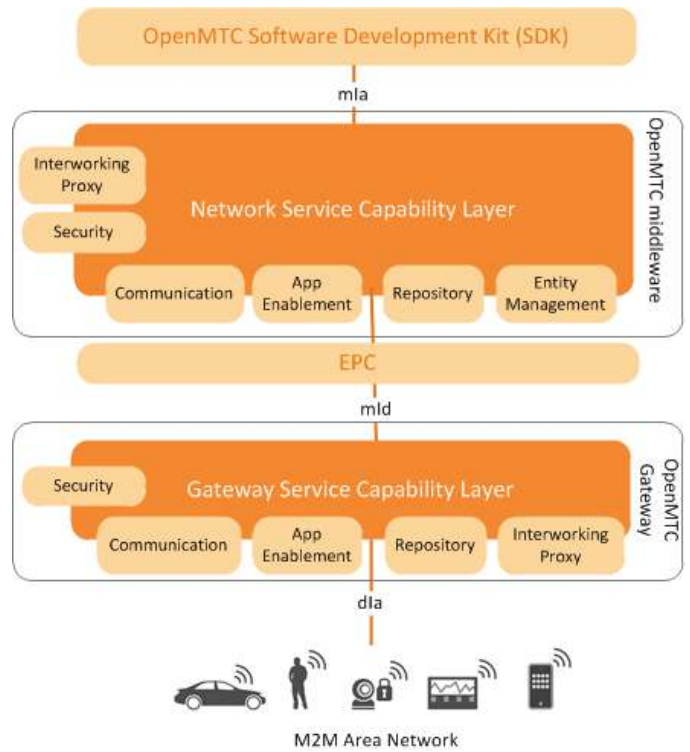 OpenMTC Software Development Kit (SDK)
mIa
OpenMTC middleware
Interworking
Proxy
Network Service Capability Layer
Security
Communication
App
Enablement
Repository
Entity
Management
EPC
mId
OpenMTC
Gateway
Security
Gateway Service Capability Layer
Communication
App
Enablement
Repository
Interworking
Proxy
dIa
M2M Area Network